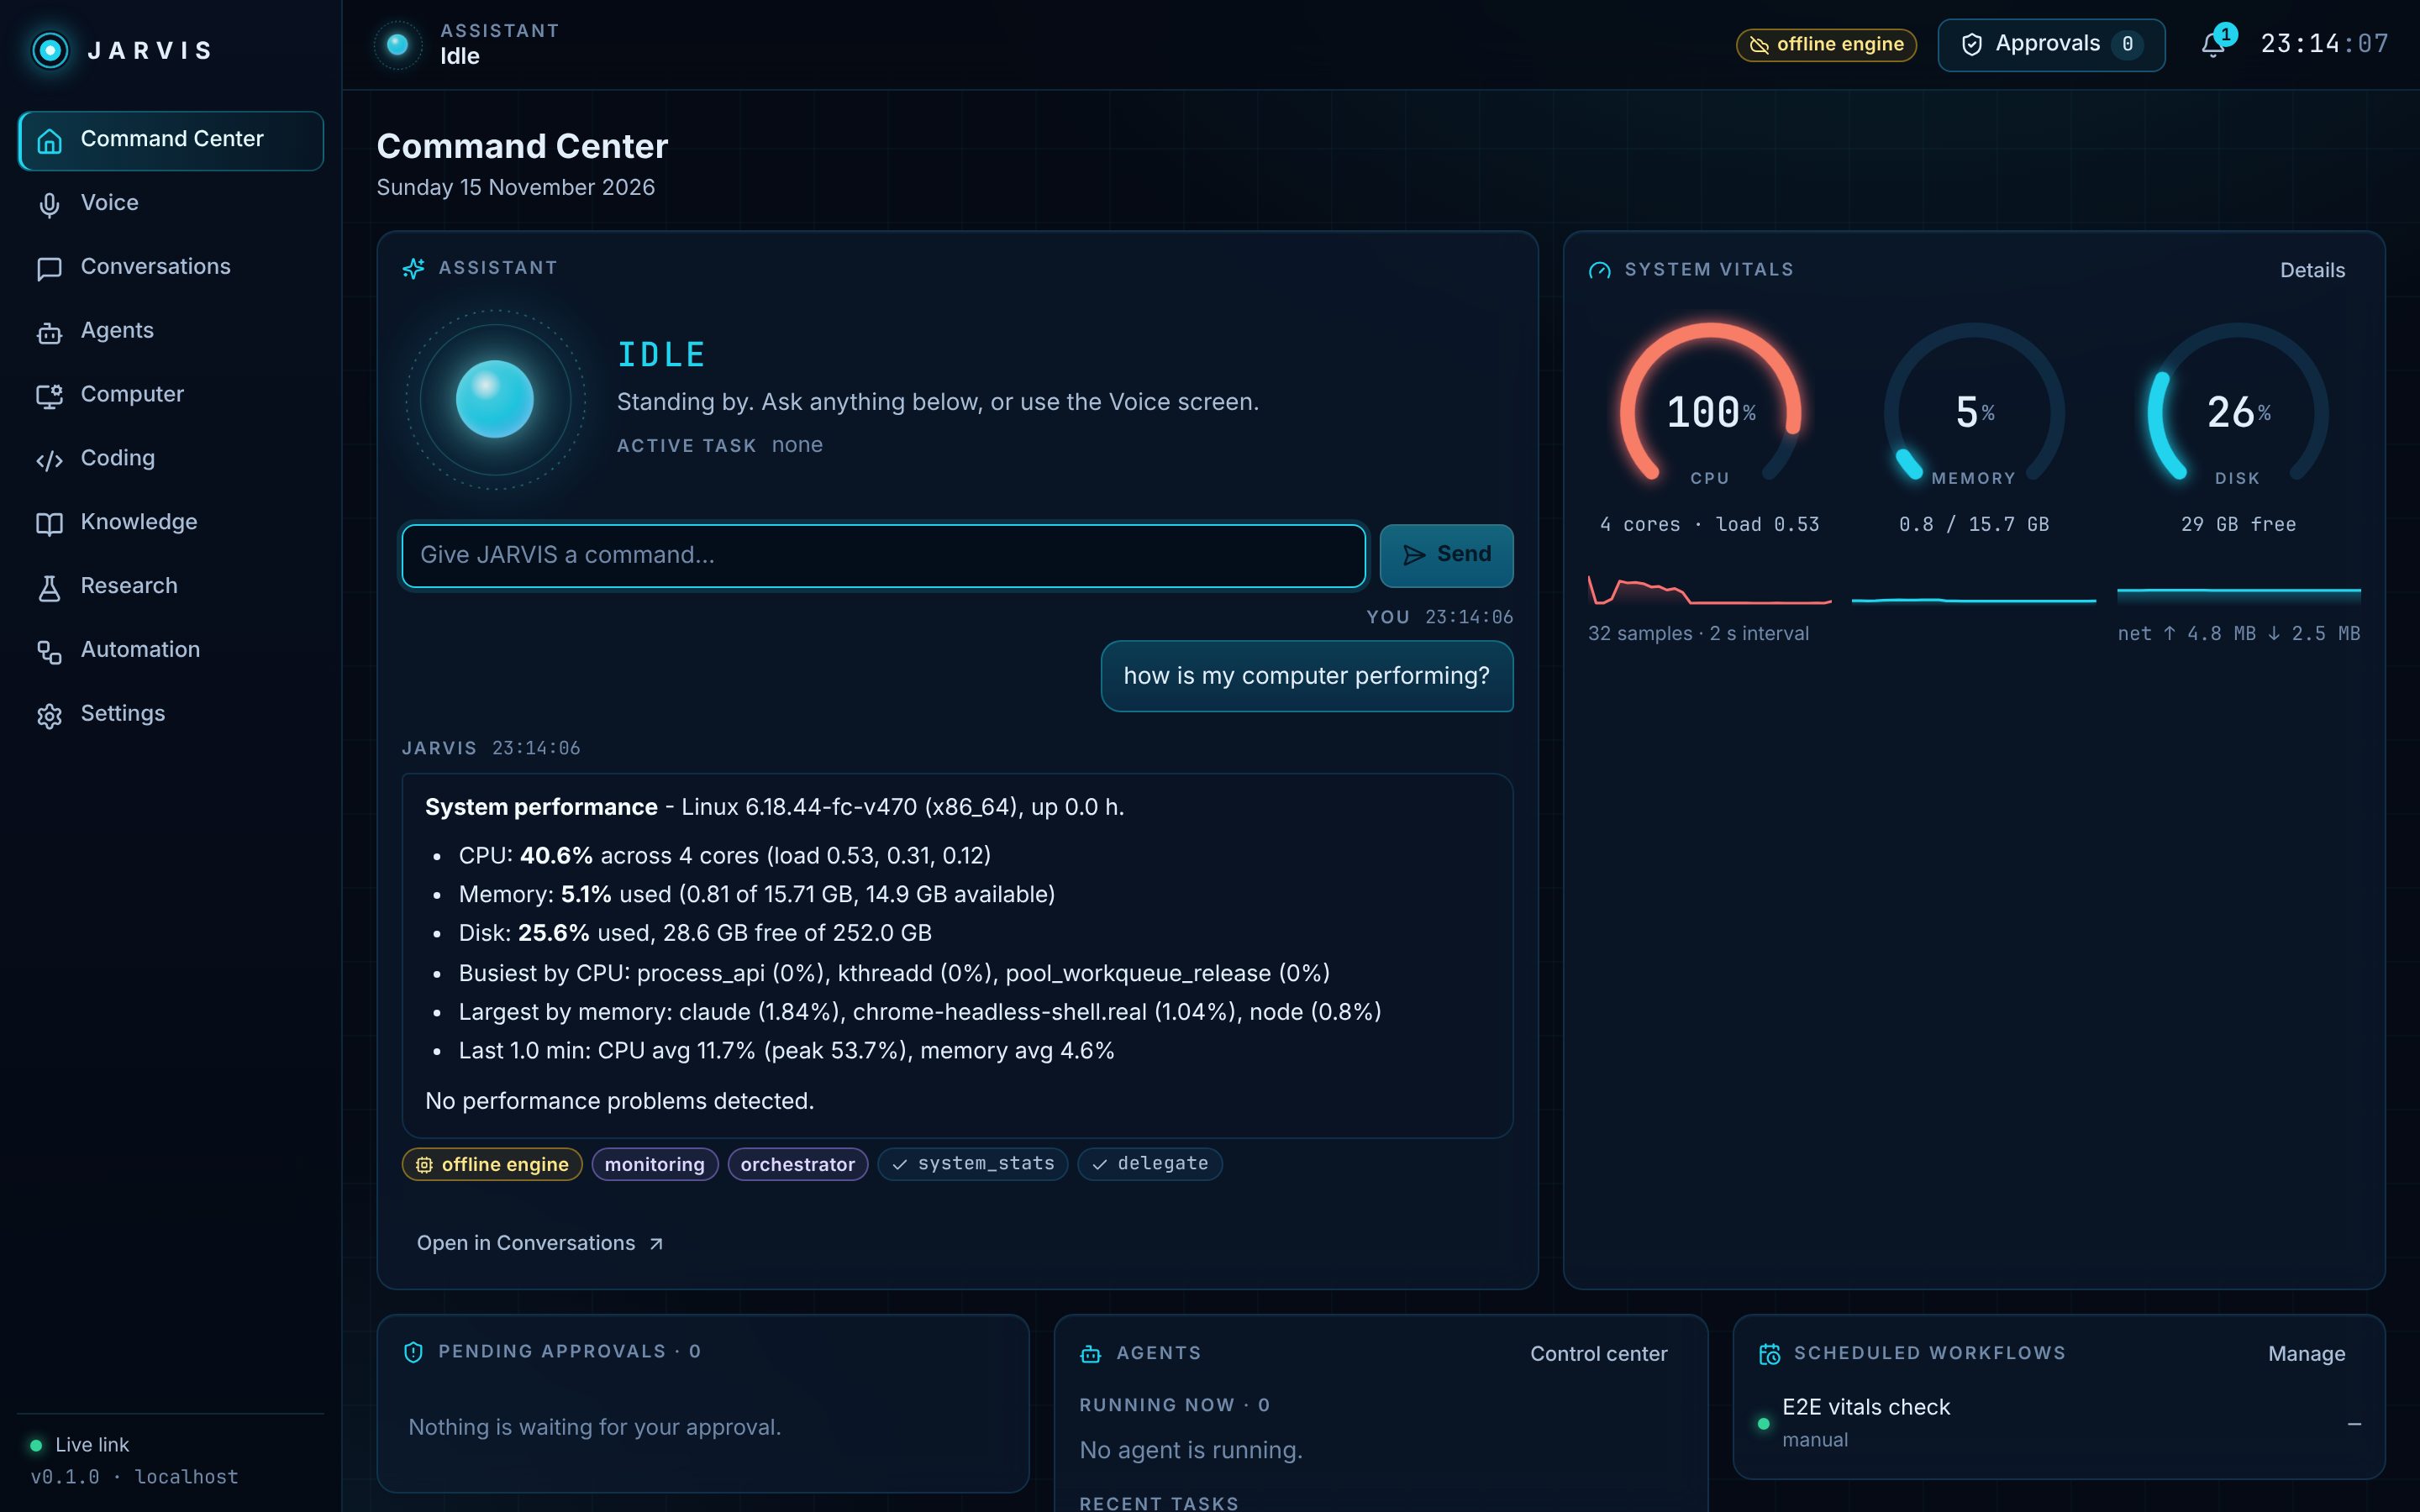 JARVIS
Command Center
Voice
Conversations
Agents
Computer
Coding
Knowledge
Research
Automation
Settings
Live link
v0.1.0 · localhost
ASSISTANT
Idle
offline engine
Approvals 0
1
23:14:07
Command Center
Sunday 15 November 2026
ASSISTANT
IDLE
Standing by. Ask anything below, or use the Voice screen.
ACTIVE TASK none
Give JARVIS a command...
Send
YOU 23:14:06
how is my computer performing?
JARVIS 23:14:06
System performance - Linux 6.18.44-fc-v470 (x86_64), up 0.0 h.
• CPU: 40.6% across 4 cores (load 0.53, 0.31, 0.12)
• Memory: 5.1% used (0.81 of 15.71 GB, 14.9 GB available)
• Disk: 25.6% used, 28.6 GB free of 252.0 GB
• Busiest by CPU: process_api (0%), kthreadd (0%), pool_workqueue_release (0%)
• Largest by memory: claude (1.84%), chrome-headless-shell.real (1.04%), node (0.8%)
• Last 1.0 min: CPU avg 11.7% (peak 53.7%), memory avg 4.6%
No performance problems detected.
offline engine monitoring orchestrator system_stats delegate
Open in Conversations
SYSTEM VITALS
Details
100%
CPU
4 cores · load 0.53
5%
MEMORY
0.8 / 15.7 GB
26%
DISK
29 GB free
32 samples · 2 s interval
net ↑ 4.8 MB ↓ 2.5 MB
PENDING APPROVALS · 0
Nothing is waiting for your approval.
AGENTS
Control center
RUNNING NOW · 0
No agent is running.
RECENT TASKS
SCHEDULED WORKFLOWS
Manage
E2E vitals check
manual
–